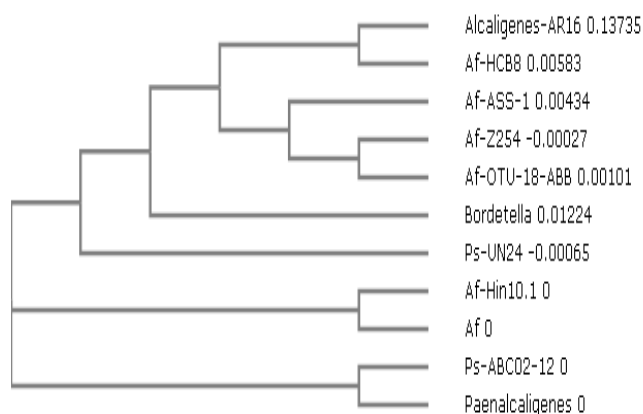 Alcaligenes-AR16 0.13735
Af-HCB8 0.00583
Af-ASS-1 0.00434
Af-Z254 -0.00027
Af-OTU-18-ABB 0.00101
Bordetella 0.01224
Ps-UN24 -0.00065
Af-Hin10.1 0
Af 0
Ps-ABC02-12 0
Paenalcaligenes 0